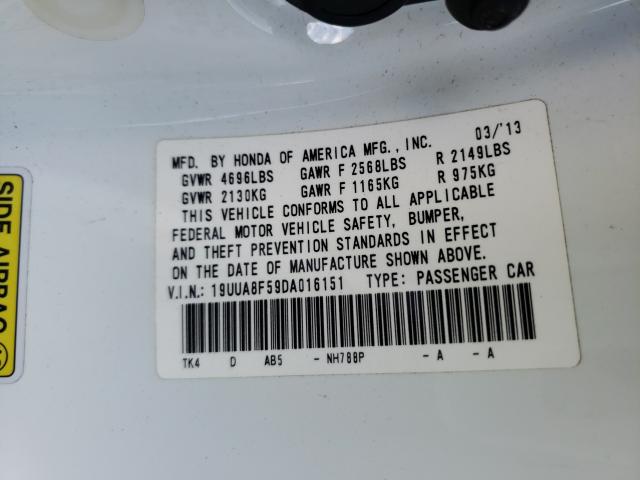 MFD. BY HONDA OF AMERICA MFG., INC. 03/'13
GVWR 4696LBS GAWR F 2568LBS R 2149LBS
GVWR 2130KG GAWR F 1165KG R 975KG
THIS VEHICLE CONFORMS TO ALL APPLICABLE
FEDERAL MOTOR VEHICLE SAFETY, BUMPER,
AND THEFT PREVENTION STANDARDS IN EFFECT
ON THE DATE OF MANUFACTURE SHOWN ABOVE.
V.I.N.: 19UUA8F59DA016151 TYPE: PASSENGER CAR
TK4 D AB5 - NH788P - A - A
SIDE AIRBAG